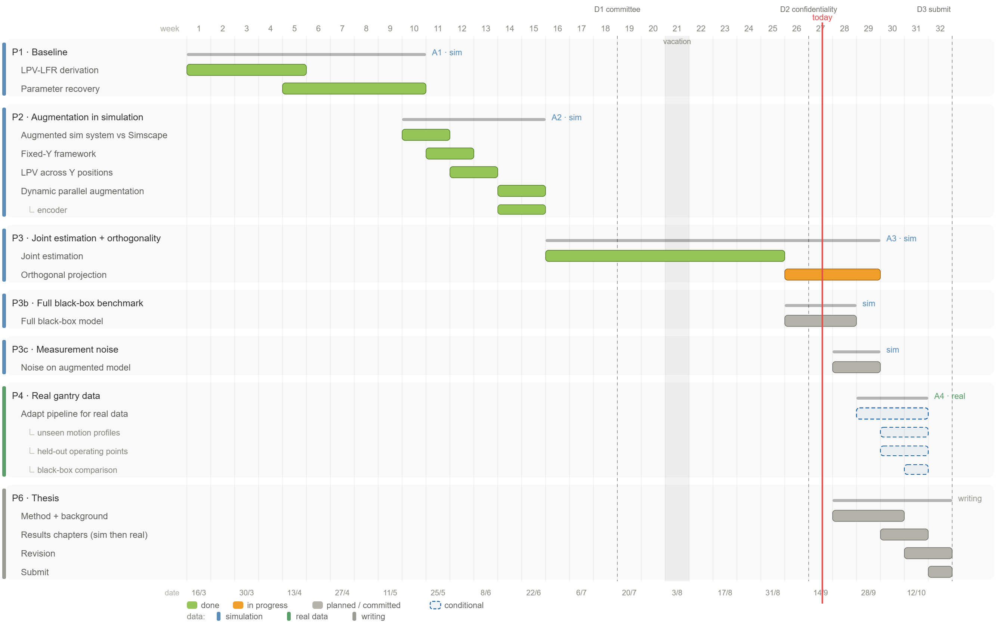 D1 committee D2 confidentiality D3 submit
today
week 1 2 3 4 5 6 7 8 9 10 11 12 13 14 15 16 17 18 19 20 21 22 23 24 25 26 27 28 29 30 31 32
vacation
P1 · Baseline A1 · sim
LPV-LFR derivation
Parameter recovery
P2 · Augmentation in simulation A2 · sim
Augmented sim system vs Simscape
Fixed-Y framework
LPV across Y positions
Dynamic parallel augmentation
encoder
P3 · Joint estimation + orthogonality A3 · sim
Joint estimation
Orthogonal projection
P3b · Full black-box benchmark sim
Full black-box model
P3c · Measurement noise sim
Noise on augmented model
P4 · Real gantry data A4 · real
Adapt pipeline for real data
unseen motion profiles
held-out operating points
black-box comparison
P6 · Thesis writing
Method + background
Results chapters (sim then real)
Revision
Submit
date 16/3 30/3 13/4 27/4 11/5 25/5 8/6 22/6 6/7 20/7 3/8 17/8 31/8 14/9 28/9 12/10
done in progress planned / committed conditional
data: simulation real data writing